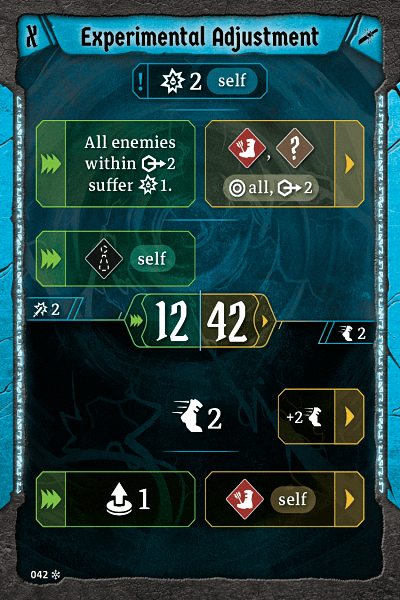 X Experimental Adjustment
! 2 self
All enemies
within 2
suffer 1.
, ?
all, 2
self
2
12 42
2
2
+2
1
self
042